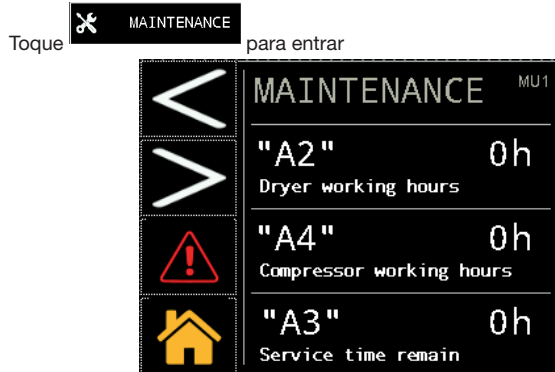 Toque MAINTENANCE para entrar
MAINTENANCE MU1
"A2" 0h
Dryer working hours
"A4" 0h
Compressor working hours
"A3" 0h
Service time remain